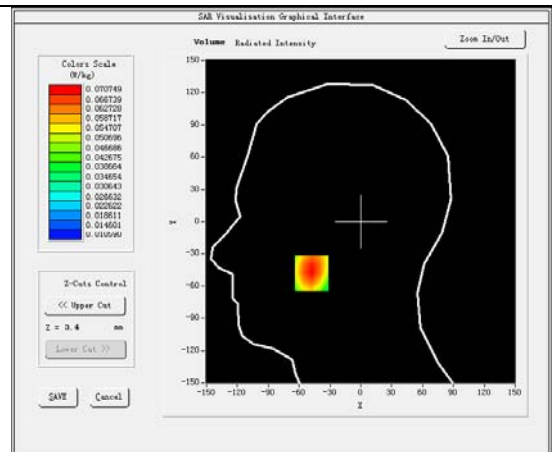 SAR Visualisation Graphical Interface
Volume Radiated Intensity
Zoom In/Out
Colors Scale
(W/kg)
0.070749
0.066739
0.062728
0.058717
0.054707
0.050696
0.046686
0.042675
0.038664
0.034654
0.030643
0.026632
0.022622
0.018611
0.014601
0.010590
Z-Cuts Control
<< Upper Cut
Z = 3.4 mm
Lower Cut >>
SAVE
Cancel
150
120
90
60
30
0
-30
-60
-90
-120
-150
Y
-150 -120 -90 -60 -30 0 30 60 90 120 150
X